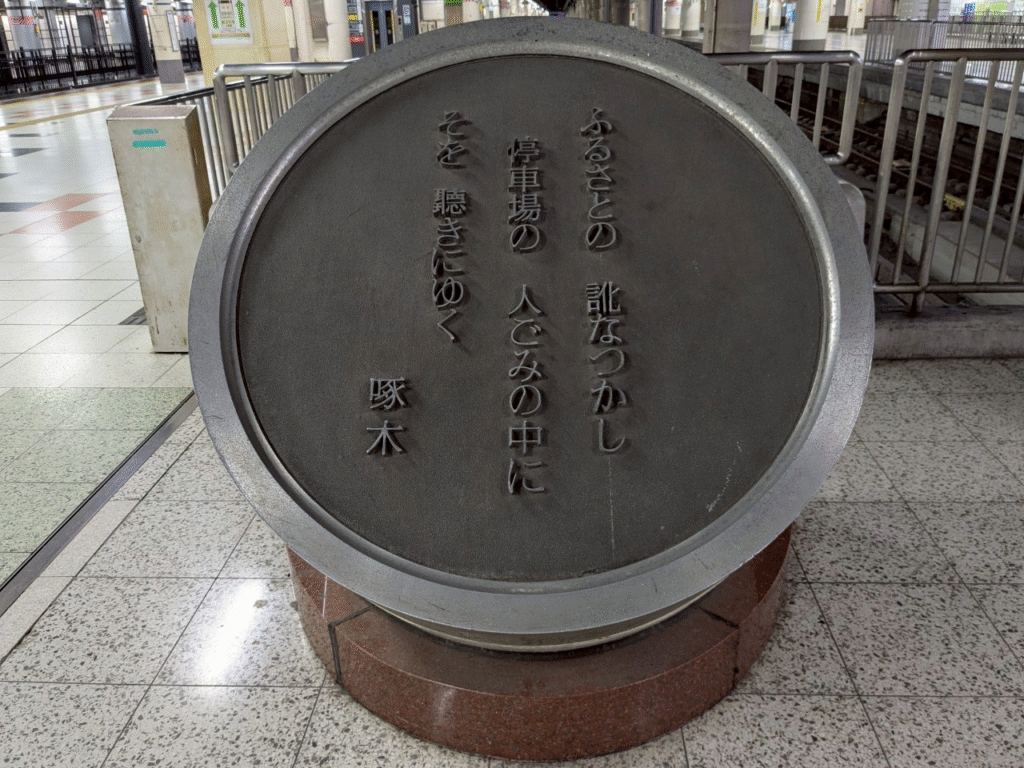 ふるさとの　訛なつかし
停車場の　人ごみの中に
そを　聴きにゆく
啄木